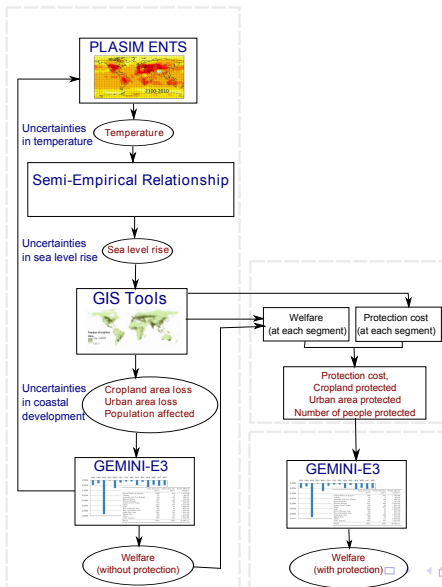 PLASIM ENTS
2100-2010
Uncertainties
in temperature
Temperature
Semi-Empirical Relationship
Uncertainties
in sea level rise
Sea level rise
GIS Tools
Welfare
(at each segment)
Protection cost
(at each segment)
Uncertainties
in coastal
development
Cropland area loss
Urban area loss
Population affected
Protection cost,
Cropland protected
Urban area protected
Number of people protected
GEMINI-E3
GEMINI-E3
Welfare
(without protection)
Welfare
(with protection)